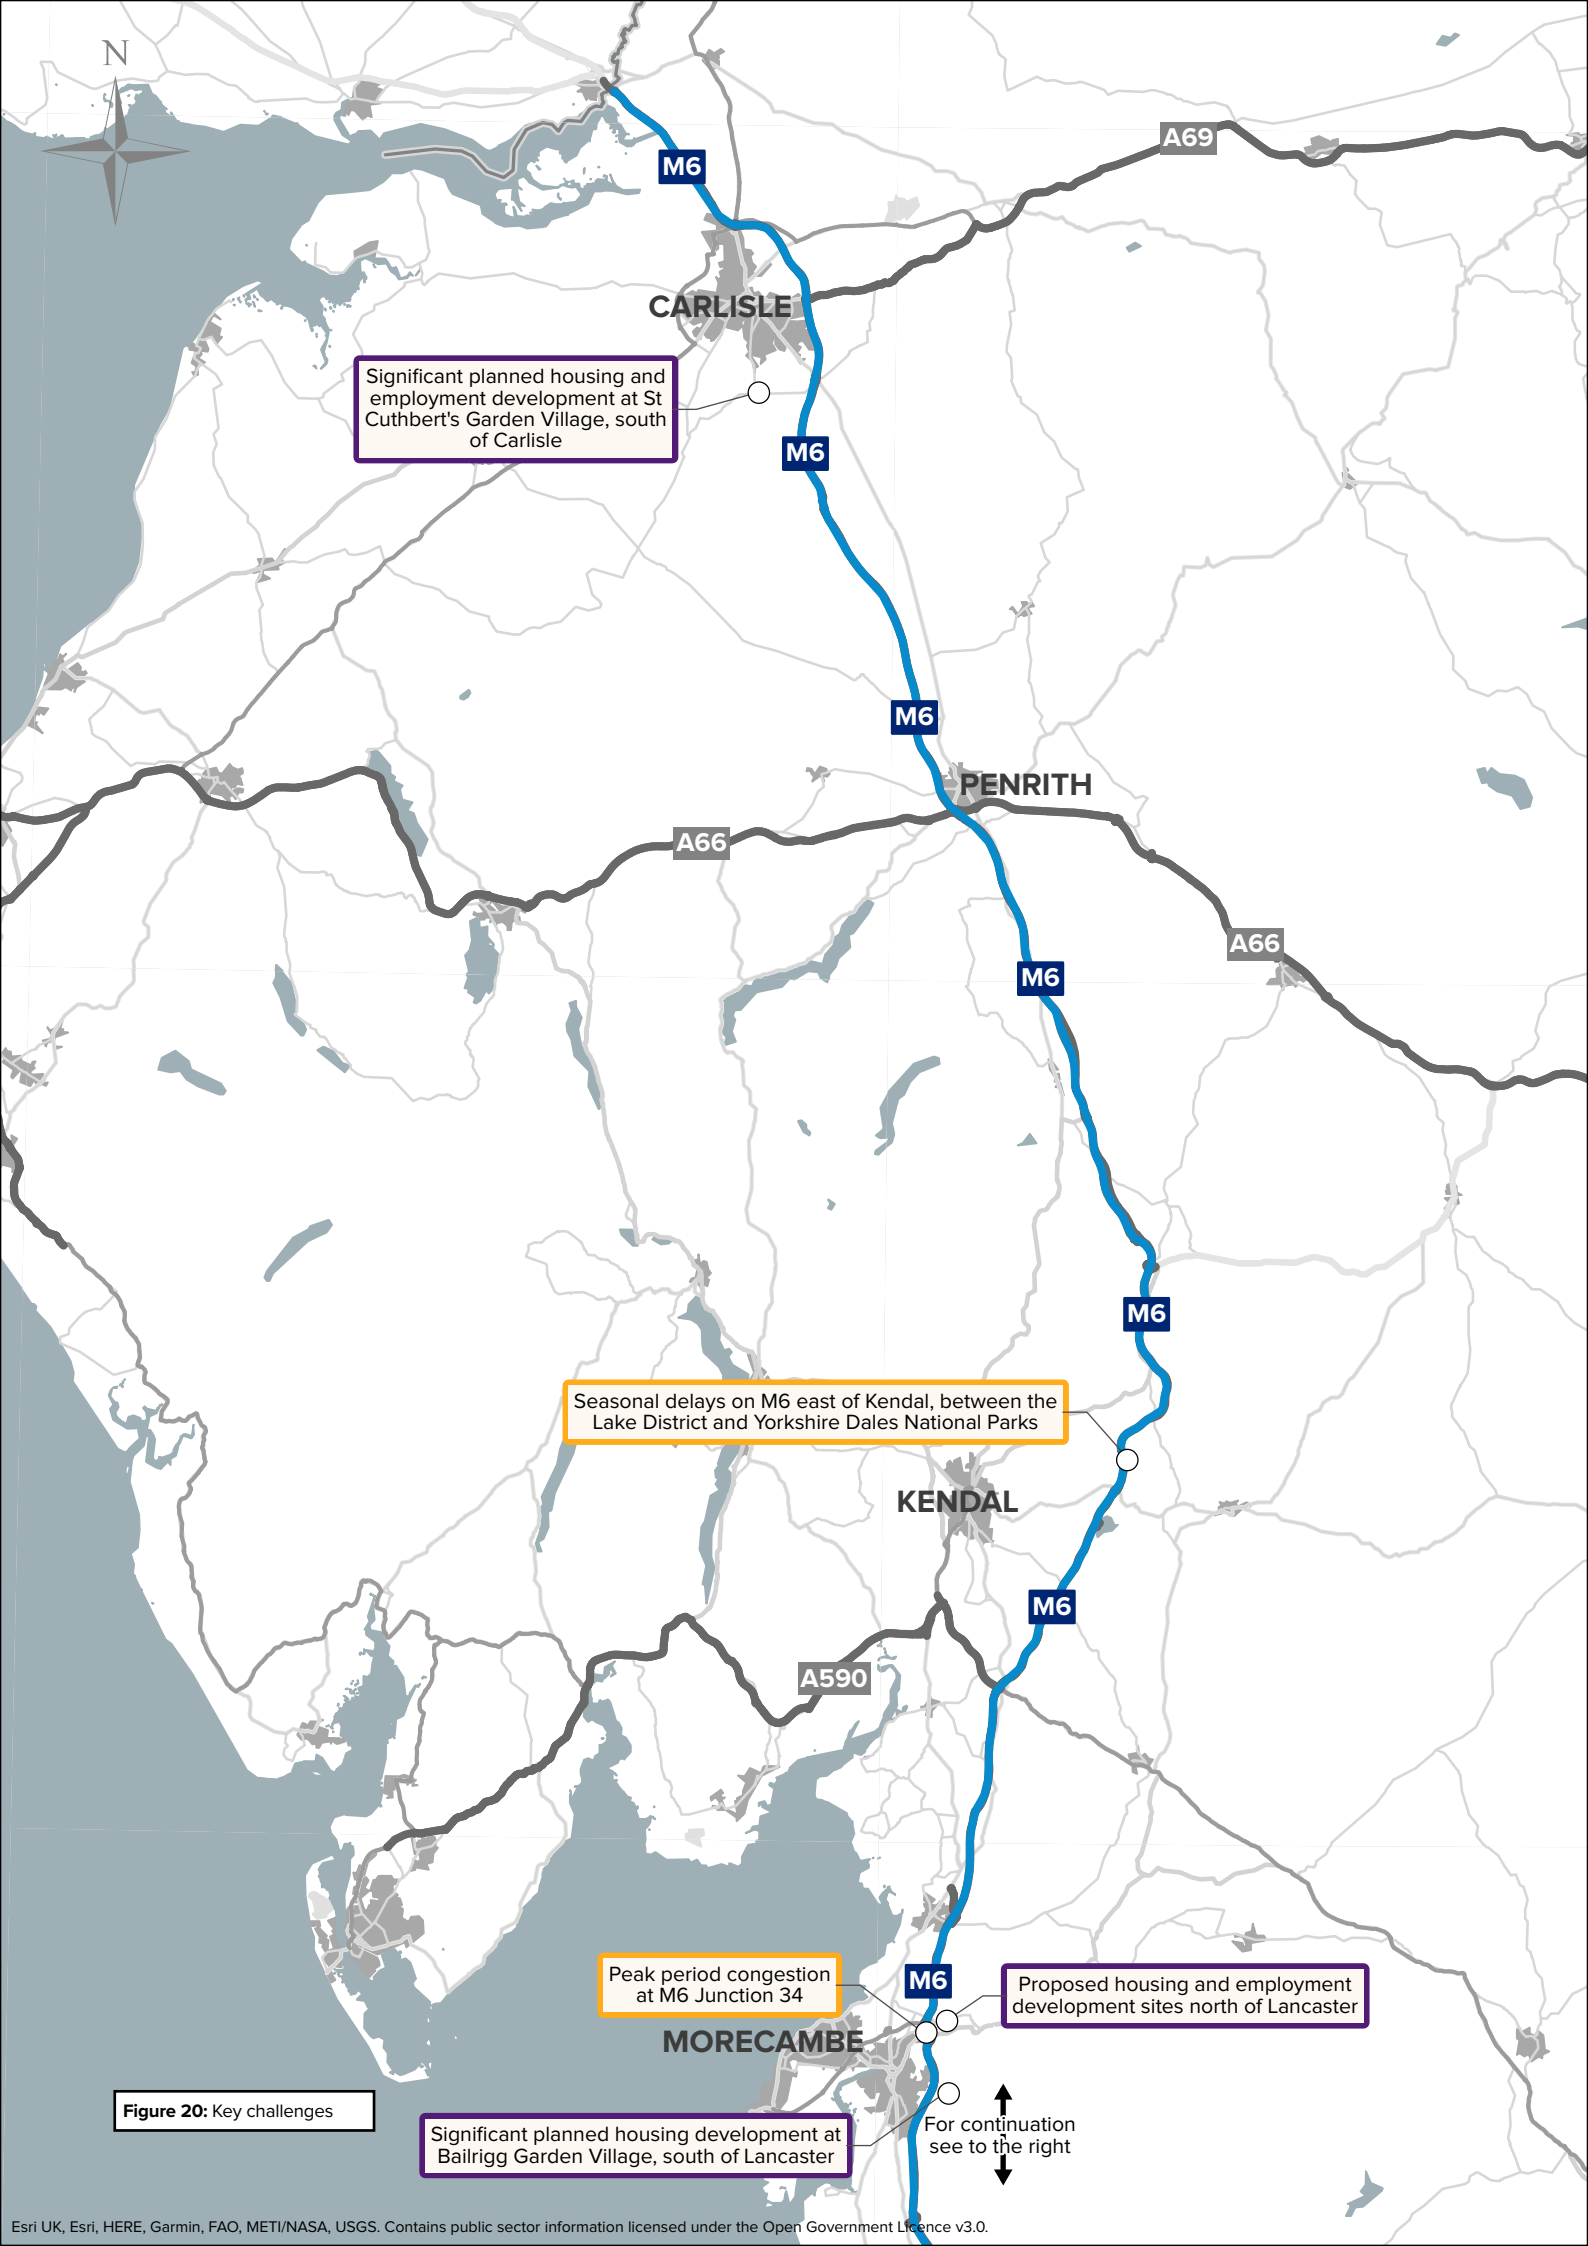 N
A69
M6
CARLISLE
Significant planned housing and
employment development at St
Cuthbert's Garden Village, south
of Carlisle
M6
M6
PENRITH
A66
A66
M6
M6
Seasonal delays on M6 east of Kendal, between the
Lake District and Yorkshire Dales National Parks
KENDAL
M6
A590
Peak period congestion
at M6 Junction 34
M6
Proposed housing and employment
development sites north of Lancaster
MORECAMBE
Figure 20: Key challenges
Significant planned housing development at
Bailrigg Garden Village, south of Lancaster
For continuation
see to the right
Esri UK, Esri, HERE, Garmin, FAO, METI/NASA, USGS. Contains public sector information licensed under the Open Government Licence v3.0.